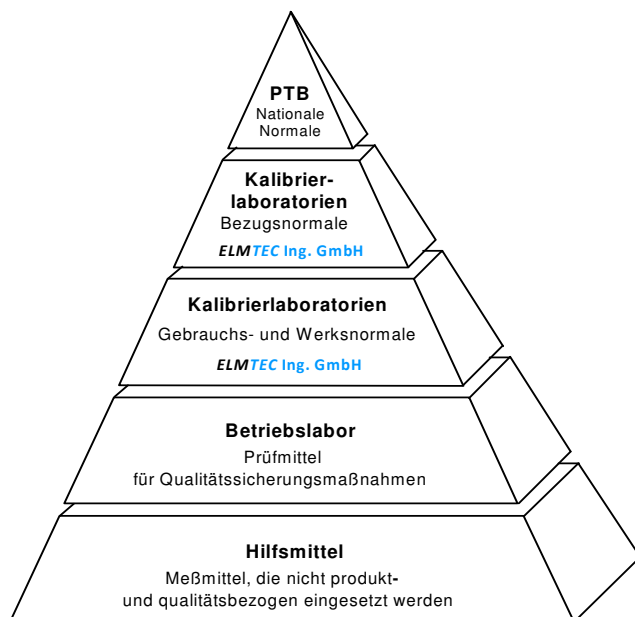 PTB
Nationale
Normale
Kalibrier-
laboratorien
Bezugsnormale
ELMTEC Ing. GmbH
Kalibrierlaboratorien
Gebrauchs- und Werksnormale
ELMTEC Ing. GmbH
Betriebslabor
Prüfmittel
für Qualitätssicherungsmaßnahmen
Hilfsmittel
Meßmittel, die nicht produkt-
und qualitätsbezogen eingesetzt werden